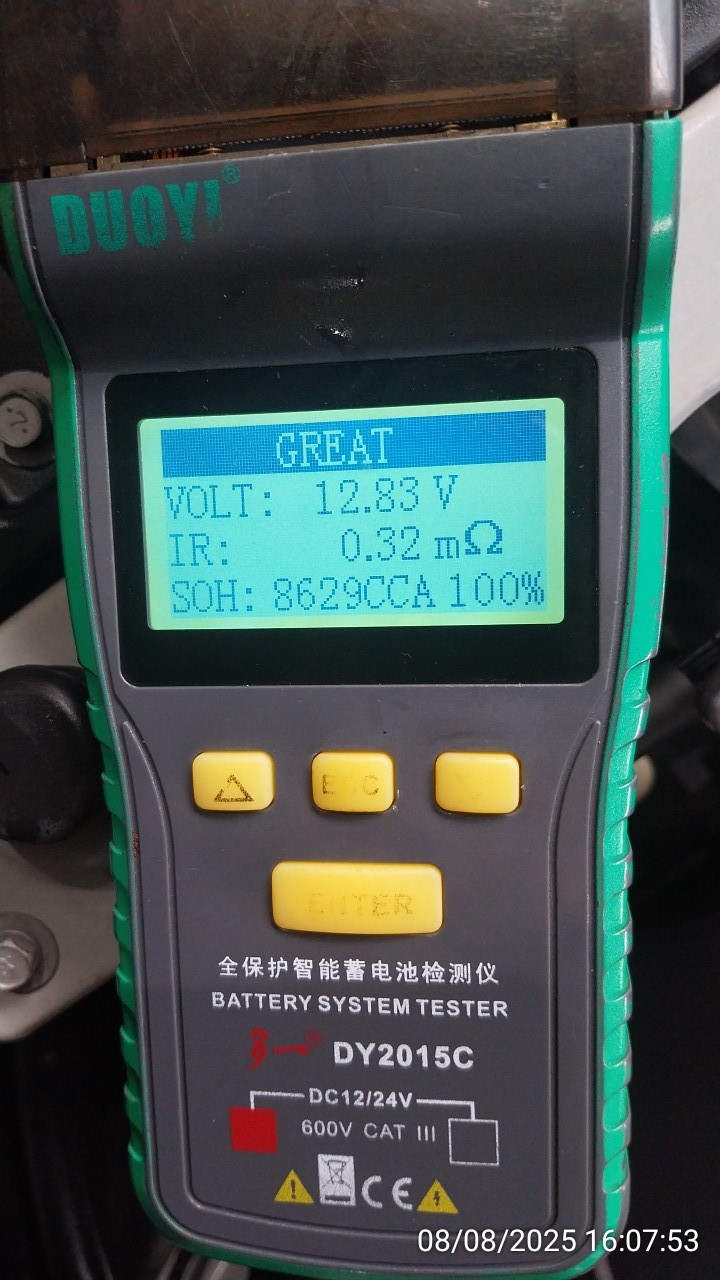 DUOYI®
GREAT
VOLT: 12.83 V
IR: 0.32 mΩ
SOH: 8629CCA 100%
ESC
ENTER
全保护智能蓄电池检测仪
BATTERY SYSTEM TESTER
多一® DY2015C
DC12/24V
600V CAT III
CE
08/08/2025 16:07:53